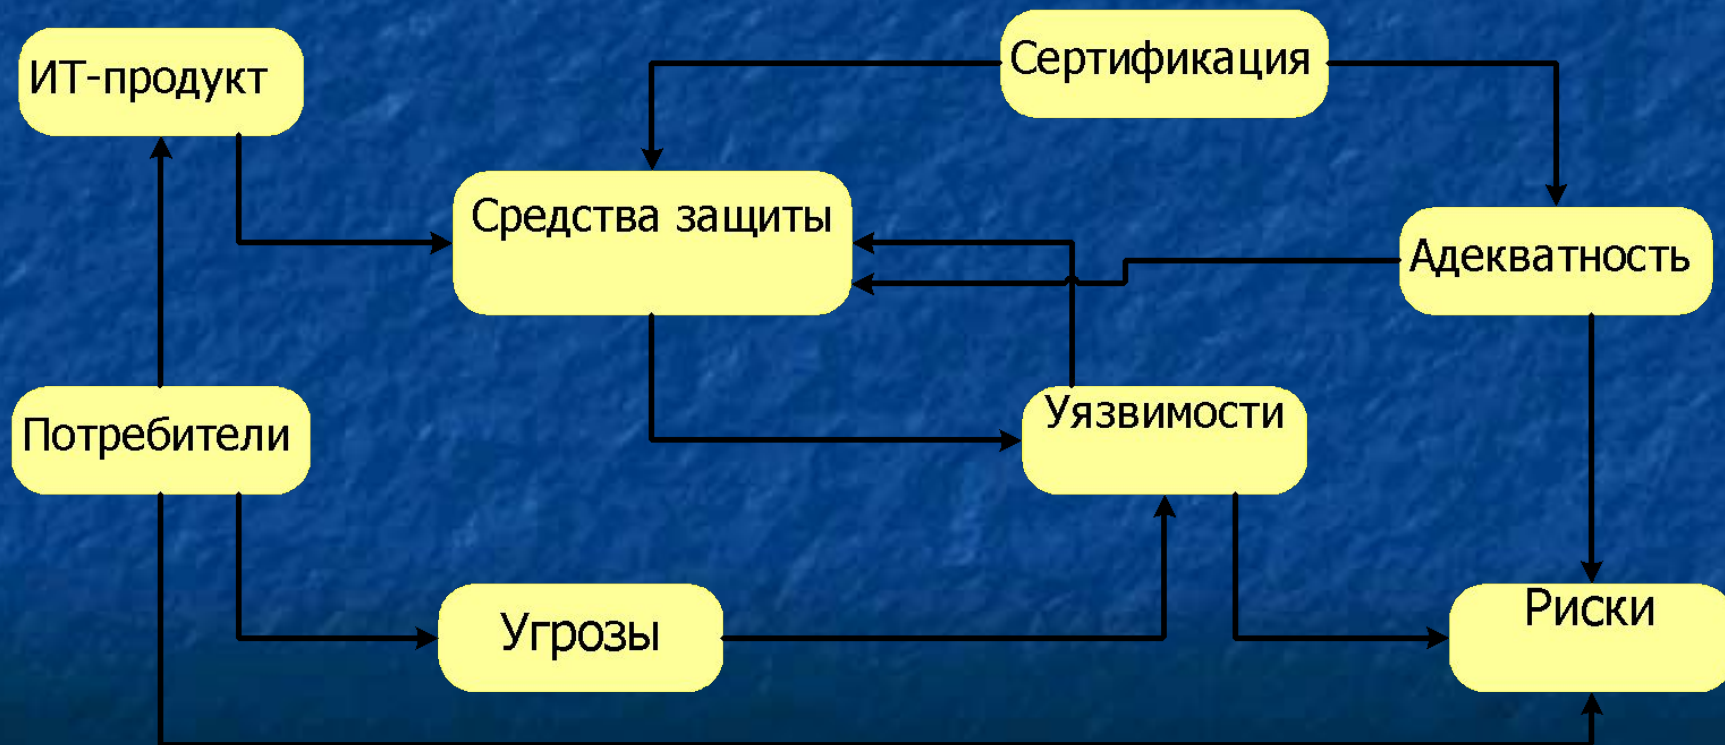 ИТ-продукт
Сертификация
Средства защиты
Адекватность
Потребители
Уязвимости
Угрозы
Риски